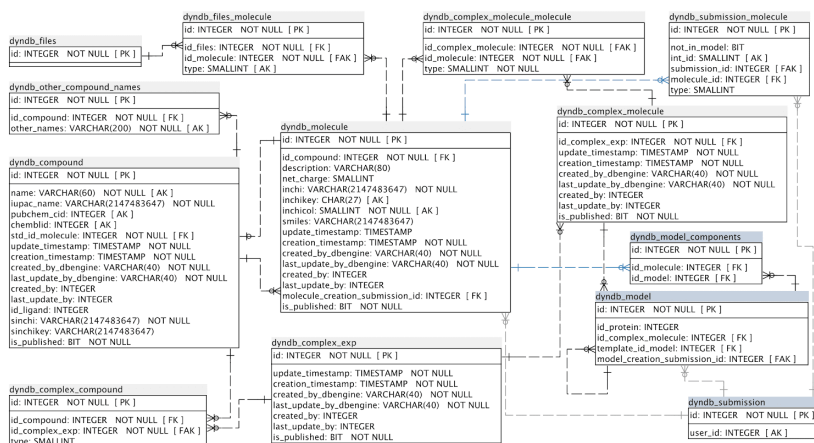 dyndb_files
id: INTEGER NOT NULL [ PK ]
dyndb_files_molecule
id: INTEGER NOT NULL [ PK ]
id_files: INTEGER NOT NULL [ FK ]
id_molecule: INTEGER NOT NULL [ FAK ]
type: SMALLINT [ AK ]
dyndb_complex_molecule_molecule
id: INTEGER NOT NULL [ PK ]
id_complex_molecule: INTEGER NOT NULL [ FAK ]
id_molecule: INTEGER NOT NULL [ FAK ]
type: SMALLINT NOT NULL
dyndb_submission_molecule
id: INTEGER NOT NULL [ PK ]
not_in_model: BIT
int_id: SMALLINT [ AK ]
submission_id: INTEGER [ FAK ]
molecule_id: INTEGER [ FK ]
type: SMALLINT
dyndb_other_compound_names
id: INTEGER NOT NULL [ PK ]
id_compound: INTEGER NOT NULL [ FK ]
other_names: VARCHAR(200) NOT NULL [ AK ]
dyndb_compound
id: INTEGER NOT NULL [ PK ]
name: VARCHAR(60) NOT NULL [ AK ]
iupac_name: VARCHAR(2147483647) NOT NULL
pubchem_cid: INTEGER [ AK ]
chemblid: INTEGER [ AK ]
std_id_molecule: INTEGER NOT NULL [ FK ]
update_timestamp: TIMESTAMP NOT NULL
creation_timestamp: TIMESTAMP NOT NULL
created_by_dbengine: VARCHAR(40) NOT NULL
last_update_by_dbengine: VARCHAR(40) NOT NULL
created_by: INTEGER
last_update_by: INTEGER
id_ligand: INTEGER
sinchi: VARCHAR(2147483647) NOT NULL
sinchikey: VARCHAR(2147483647)
is_published: BIT NOT NULL
dyndb_molecule
id: INTEGER NOT NULL [ PK ]
id_compound: INTEGER NOT NULL [ FK ]
description: VARCHAR(80)
net_charge: SMALLINT
inchi: VARCHAR(2147483647) NOT NULL
inchikey: CHAR(27) [ AK ]
inchicol: SMALLINT NOT NULL [ AK ]
smiles: VARCHAR(2147483647)
update_timestamp: TIMESTAMP
creation_timestamp: TIMESTAMP NOT NULL
created_by_dbengine: VARCHAR(40) NOT NULL
last_update_by_dbengine: VARCHAR(40) NOT NULL
created_by: INTEGER
last_update_by: INTEGER
molecule_creation_submission_id: INTEGER [ FK ]
is_published: BIT NOT NULL
dyndb_complex_molecule
id: INTEGER NOT NULL [ PK ]
id_complex_exp: INTEGER NOT NULL [ FK ]
update_timestamp: TIMESTAMP NOT NULL
creation_timestamp: TIMESTAMP NOT NULL
created_by_dbengine: VARCHAR(40) NOT NULL
last_update_by_dbengine: VARCHAR(40) NOT NULL
created_by: INTEGER
last_update_by: INTEGER
is_published: BIT NOT NULL
dyndb_model_components
id: INTEGER NOT NULL [ PK ]
id_molecule: INTEGER [ FK ]
id_model: INTEGER [ FK ]
dyndb_model
id: INTEGER NOT NULL [ PK ]
id_protein: INTEGER
id_complex_molecule: INTEGER [ FK ]
template_id_model: INTEGER [ FK ]
model_creation_submission_id: INTEGER [ FAK ]
dyndb_complex_exp
id: INTEGER NOT NULL [ PK ]
update_timestamp: TIMESTAMP NOT NULL
creation_timestamp: TIMESTAMP NOT NULL
created_by_dbengine: VARCHAR(40) NOT NULL
last_update_by_dbengine: VARCHAR(40) NOT NULL
created_by: INTEGER
last_update_by: INTEGER
is_published: BIT NOT NULL
dyndb_complex_compound
id: INTEGER NOT NULL [ PK ]
id_compound: INTEGER NOT NULL [ FK ]
id_complex_exp: INTEGER NOT NULL [ FAK ]
type: SMALLINT
dyndb_submission
id: INTEGER NOT NULL [ PK ]
user_id: INTEGER [ AK ]